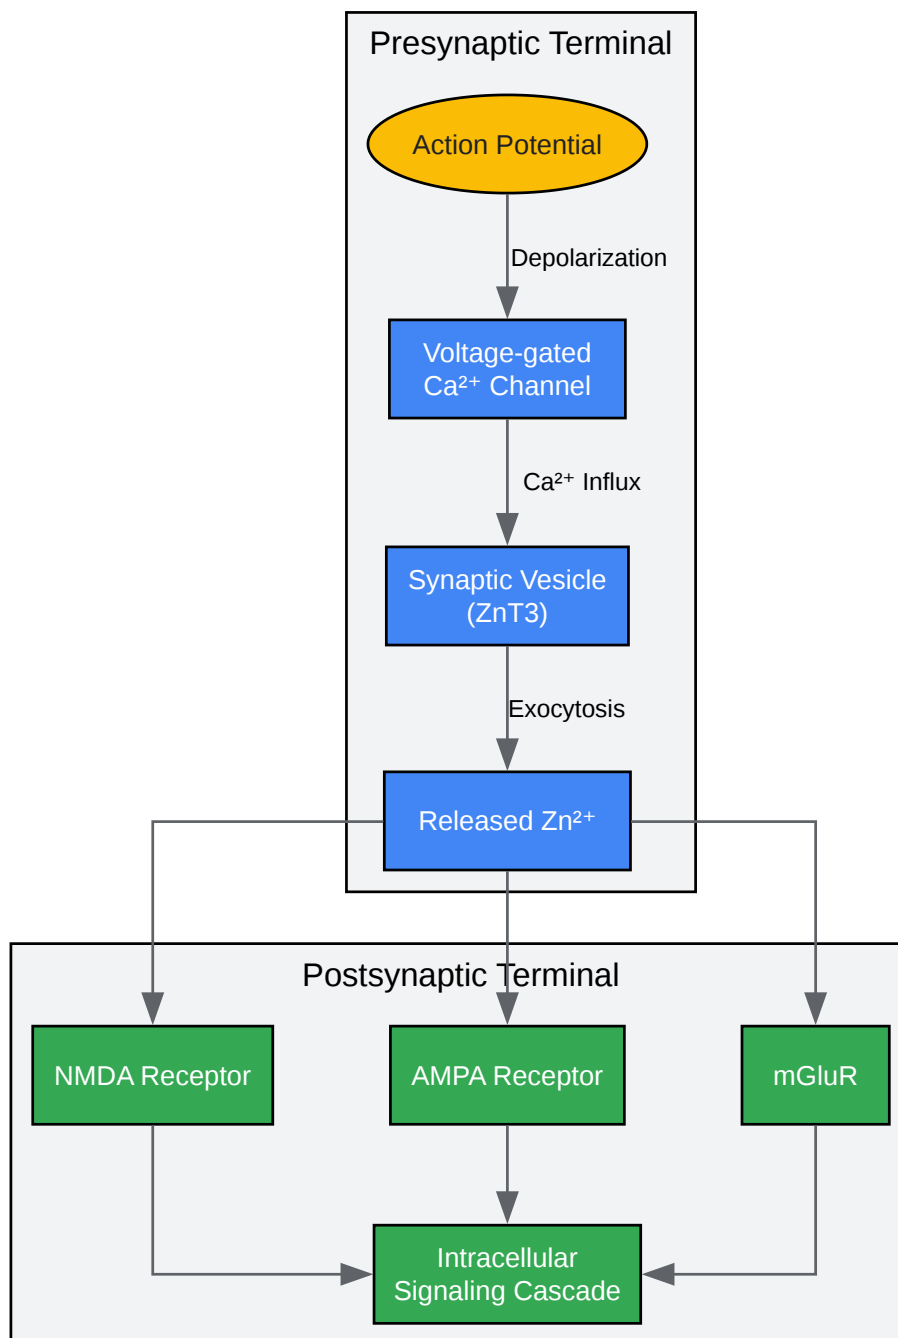 Presynaptic Terminal
Action Potential
Depolarization
Voltage-gated
Ca²⁺ Channel
Ca²⁺ Influx
Synaptic Vesicle
(ZnT3)
Exocytosis
Released Zn²⁺
Postsynaptic Terminal
NMDA Receptor
AMPA Receptor
mGluR
Intracellular
Signaling Cascade